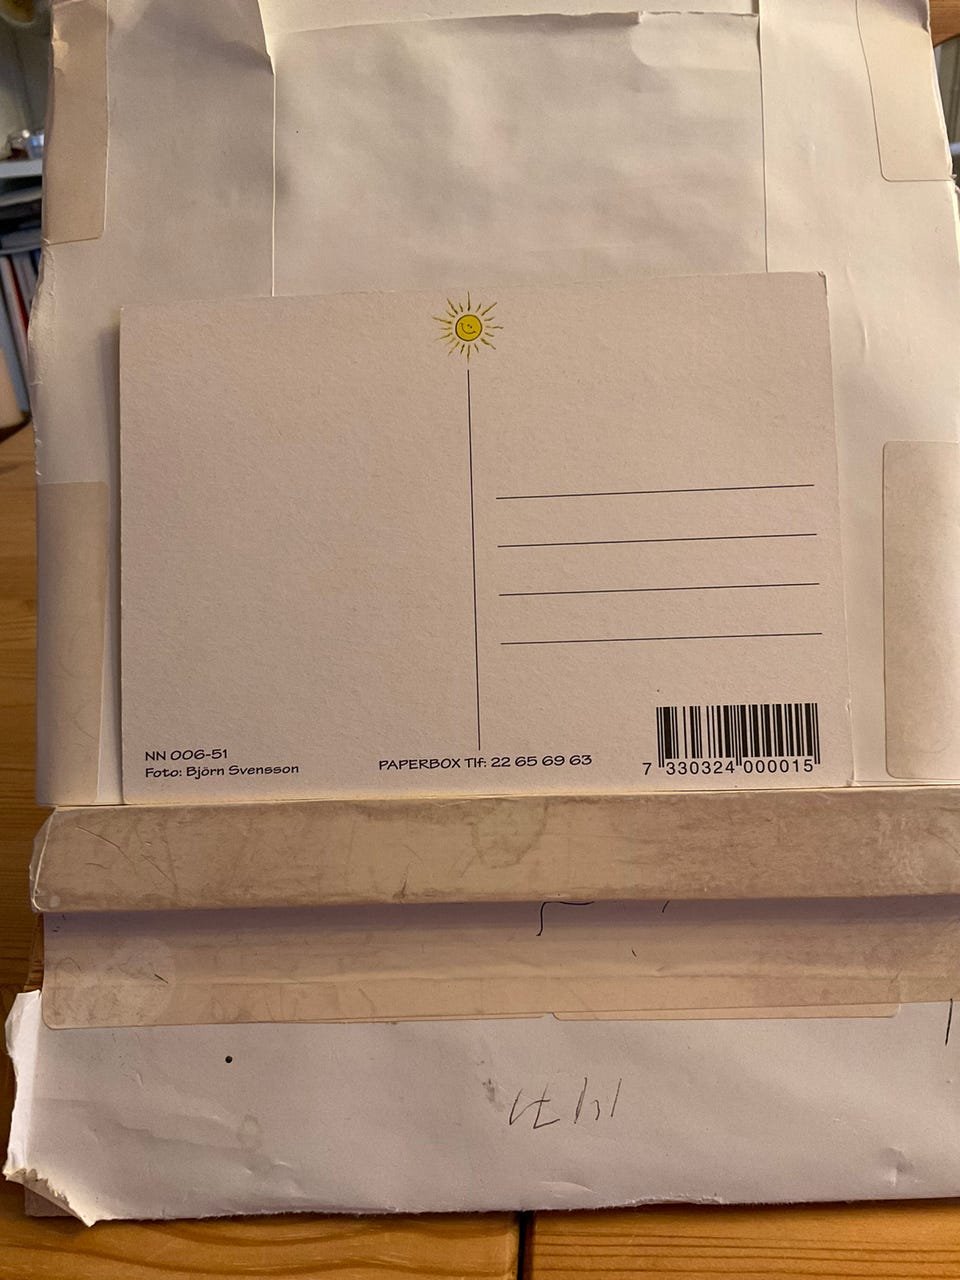 NN 006-51
Foto: Björn Svensson
PAPERBOX Tlf: 22 65 69 63
7 330324 000015